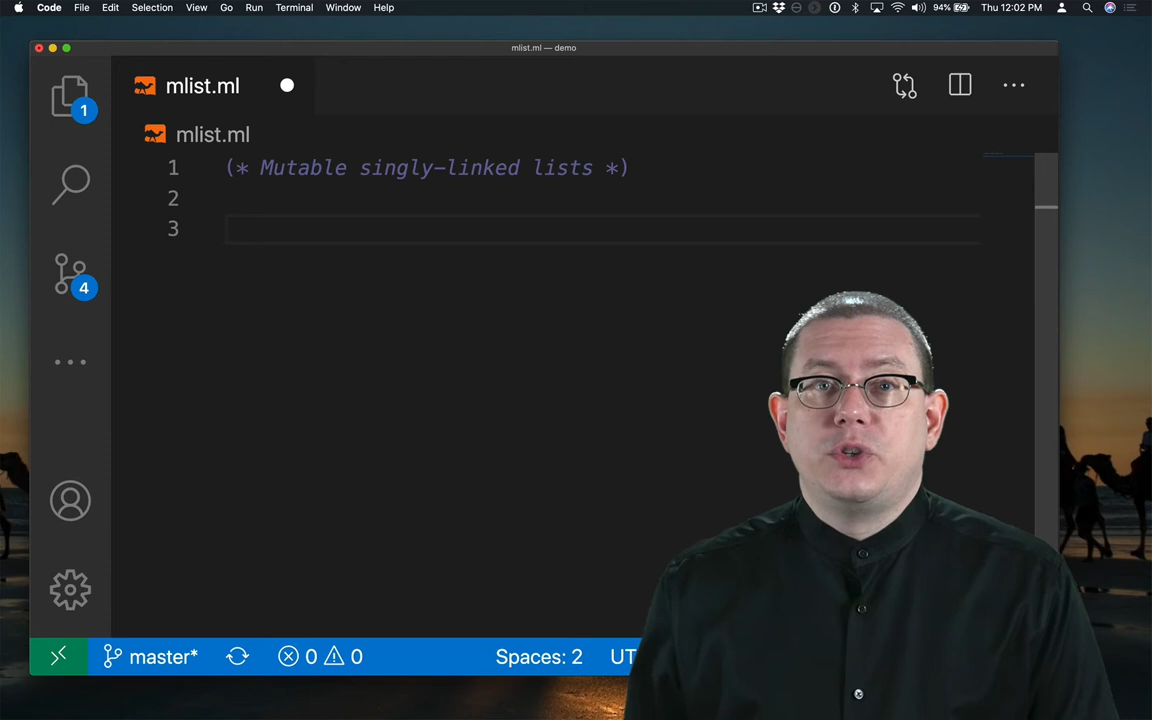 Code File Edit Selection View Go Run Terminal Window Help 94% Thu 12:02 PM
mlist.ml — demo
mlist.ml
1
mlist.ml
1 (* Mutable singly-linked lists *)
2
3
4
master* 0 0 Spaces: 2 UT